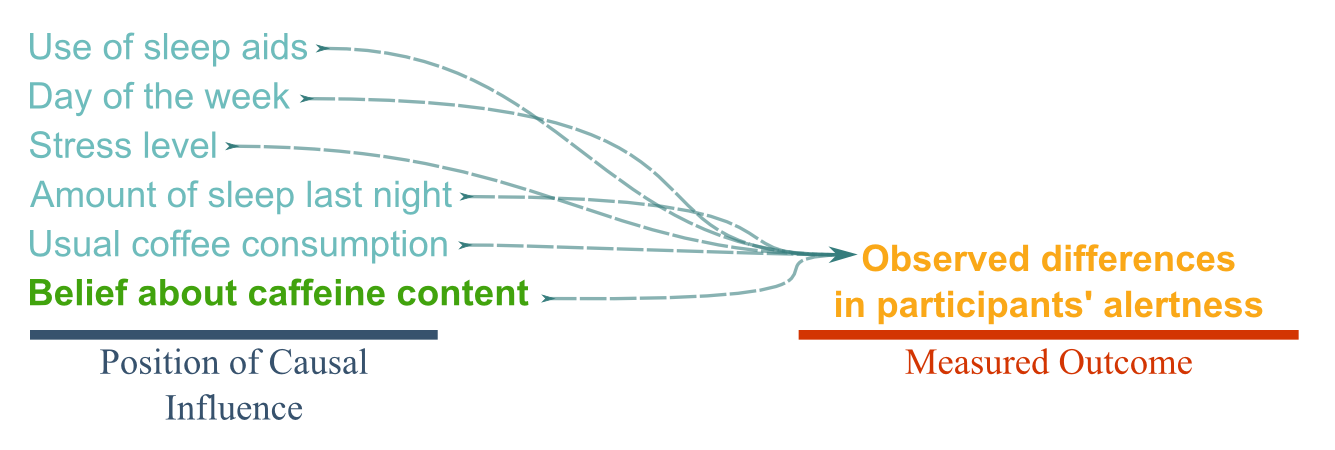 Use of sleep aids
Day of the week
Stress level
Amount of sleep last night
Usual coffee consumption
Belief about caffeine content
Position of Causal
Influence
Observed differences
in participants' alertness
Measured Outcome